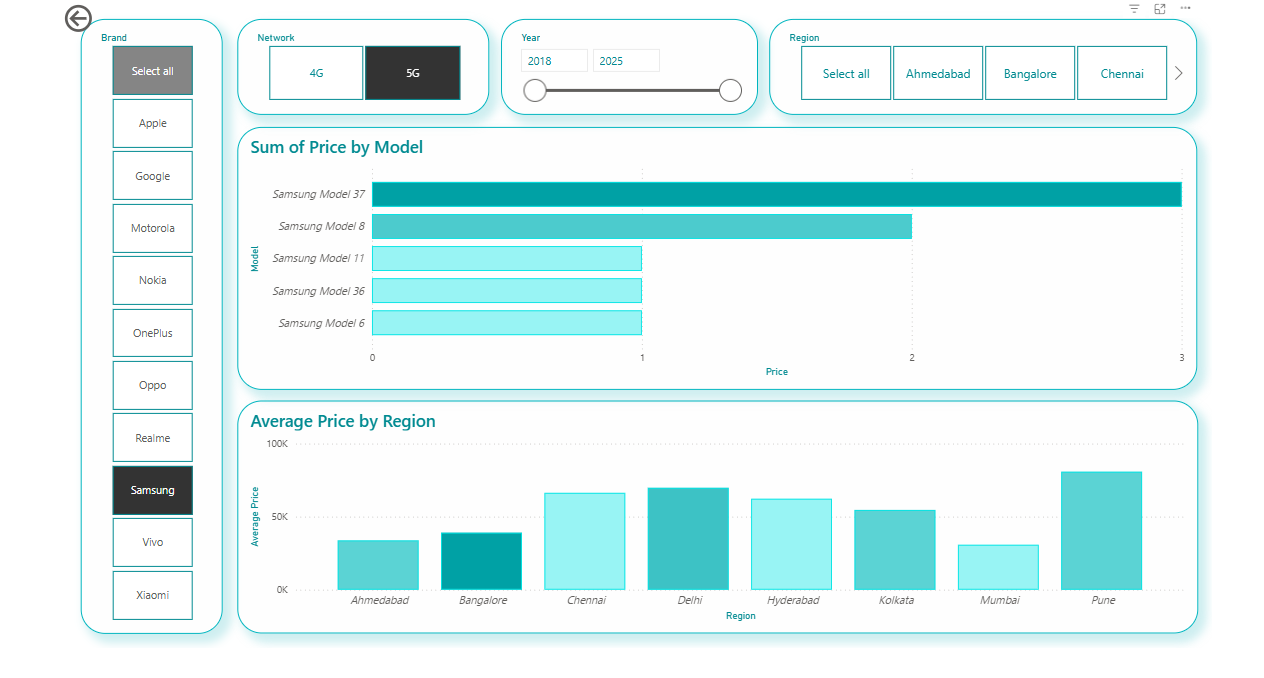 Brand
Select all
Apple
Google
Motorola
Nokia
OnePlus
Oppo
Realme
Samsung
Vivo
Xiaomi
Network
4G
5G
Year
2018
2025
Region
Select all
Ahmedabad
Bangalore
Chennai
Sum of Price by Model
Model
Samsung Model 37
Samsung Model 8
Samsung Model 11
Samsung Model 36
Samsung Model 6
0
1
2
3
Price
Average Price by Region
Average Price
100K
50K
0K
Ahmedabad
Bangalore
Chennai
Delhi
Hyderabad
Kolkata
Mumbai
Pune
Region